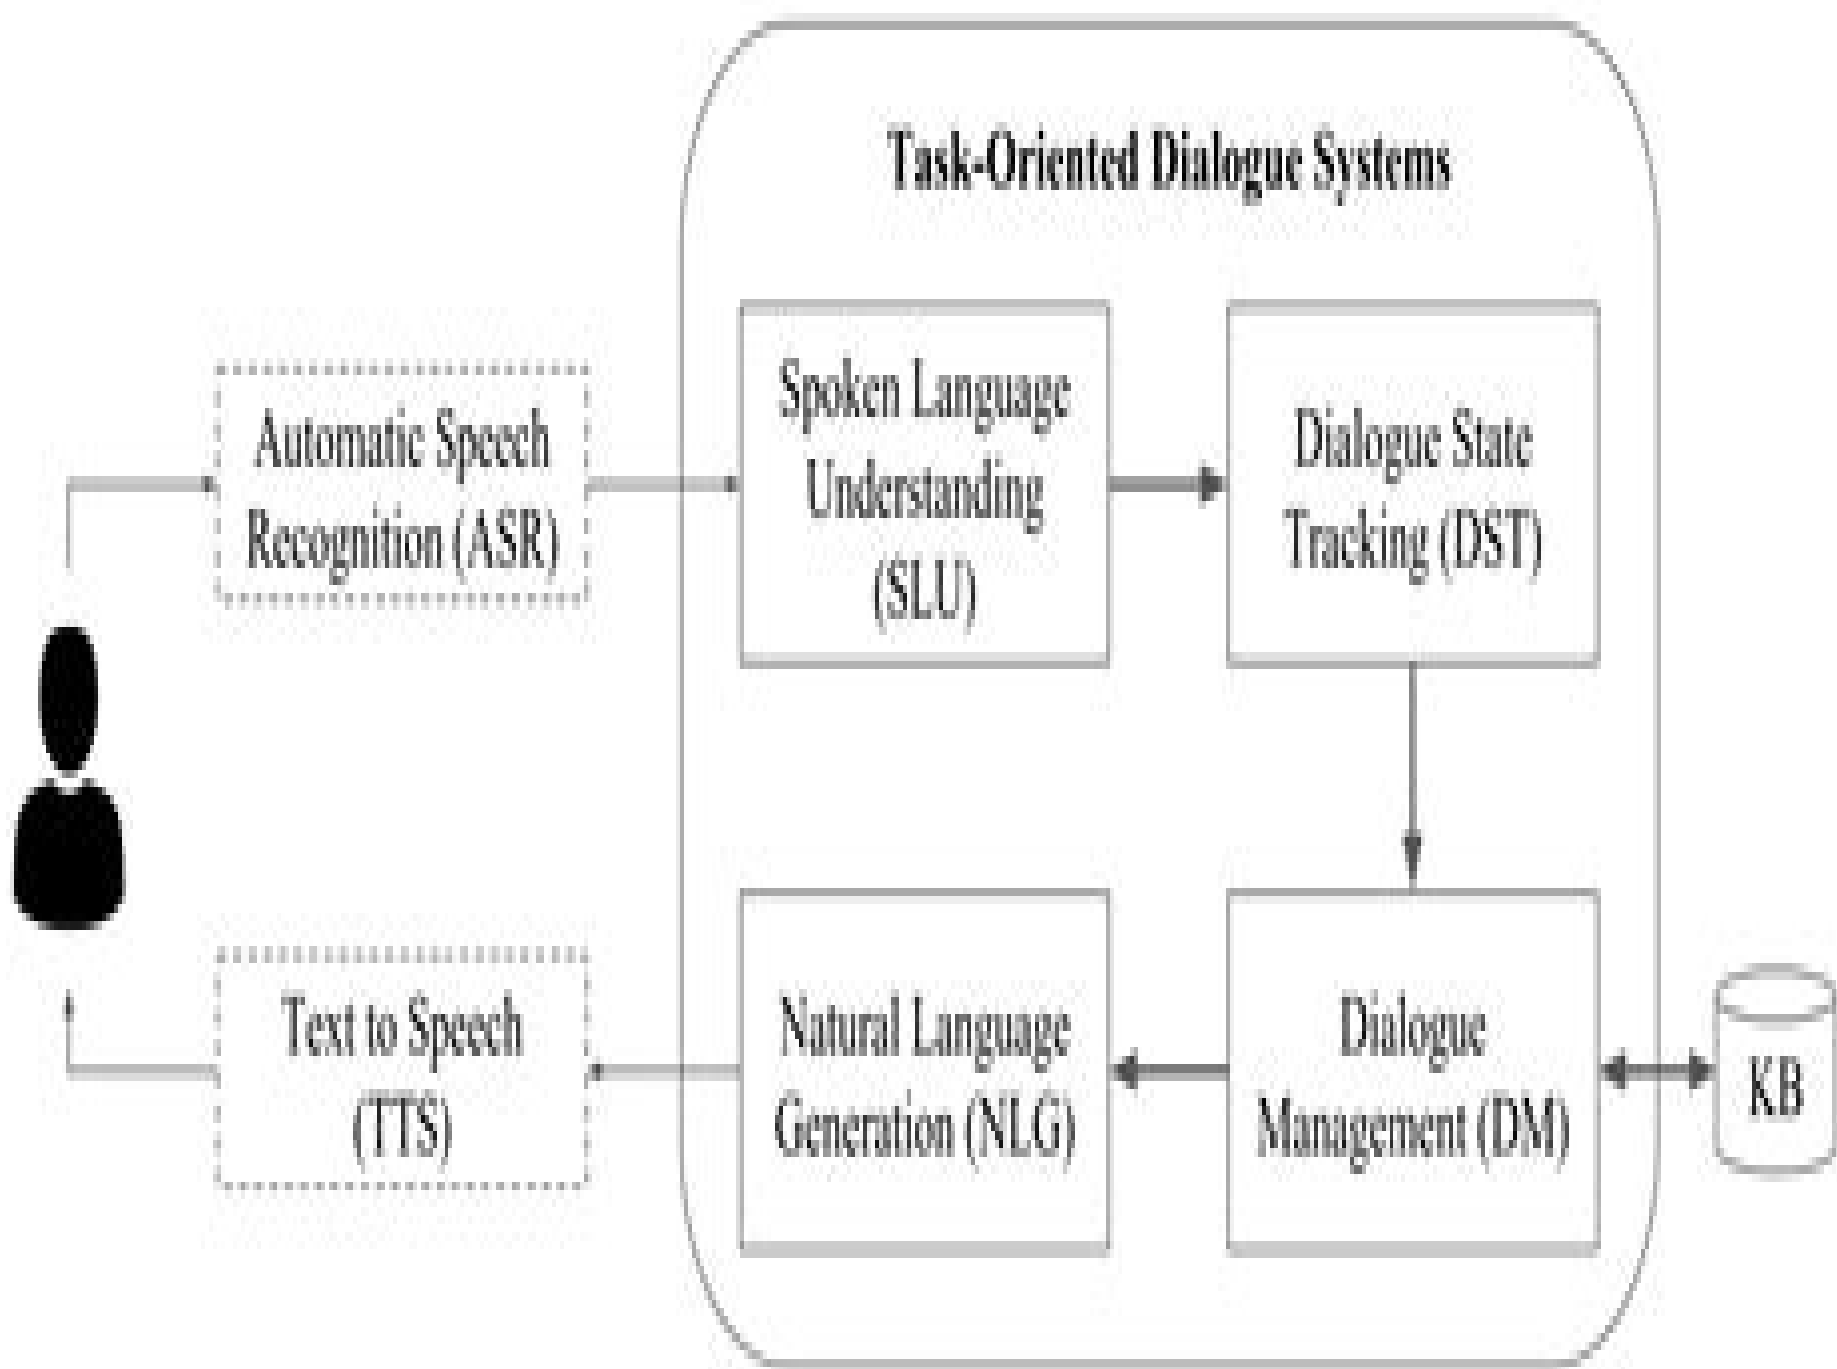 Task-Oriented Dialogue Systems
Automatic Speech
Recognition (ASR)
Spoken Language
Understanding
(SLU)
Dialogue State
Tracking (DST)
Text to Speech
(TTS)
Natural Language
Generation (NLG)
Dialogue
Management (DM)
KB